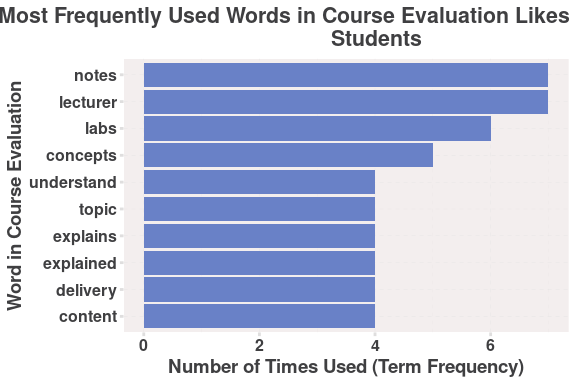 Most Frequently Used Words in Course Evaluation Likes
Students
Word in Course Evaluation
notes
lecturer
labs
concepts
understand
topic
explains
explained
delivery
content
0 2 4 6
Number of Times Used (Term Frequency)